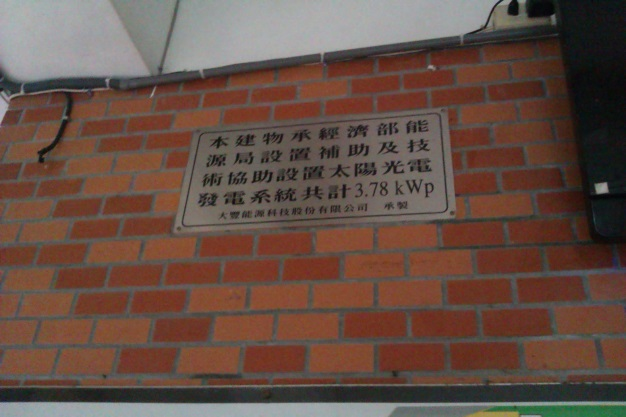 本建物承經濟部能
源局設置補助及技
術協助設置太陽光電
發電系統共計3.78 kWp
大豐能源科技股份有限公司 承製